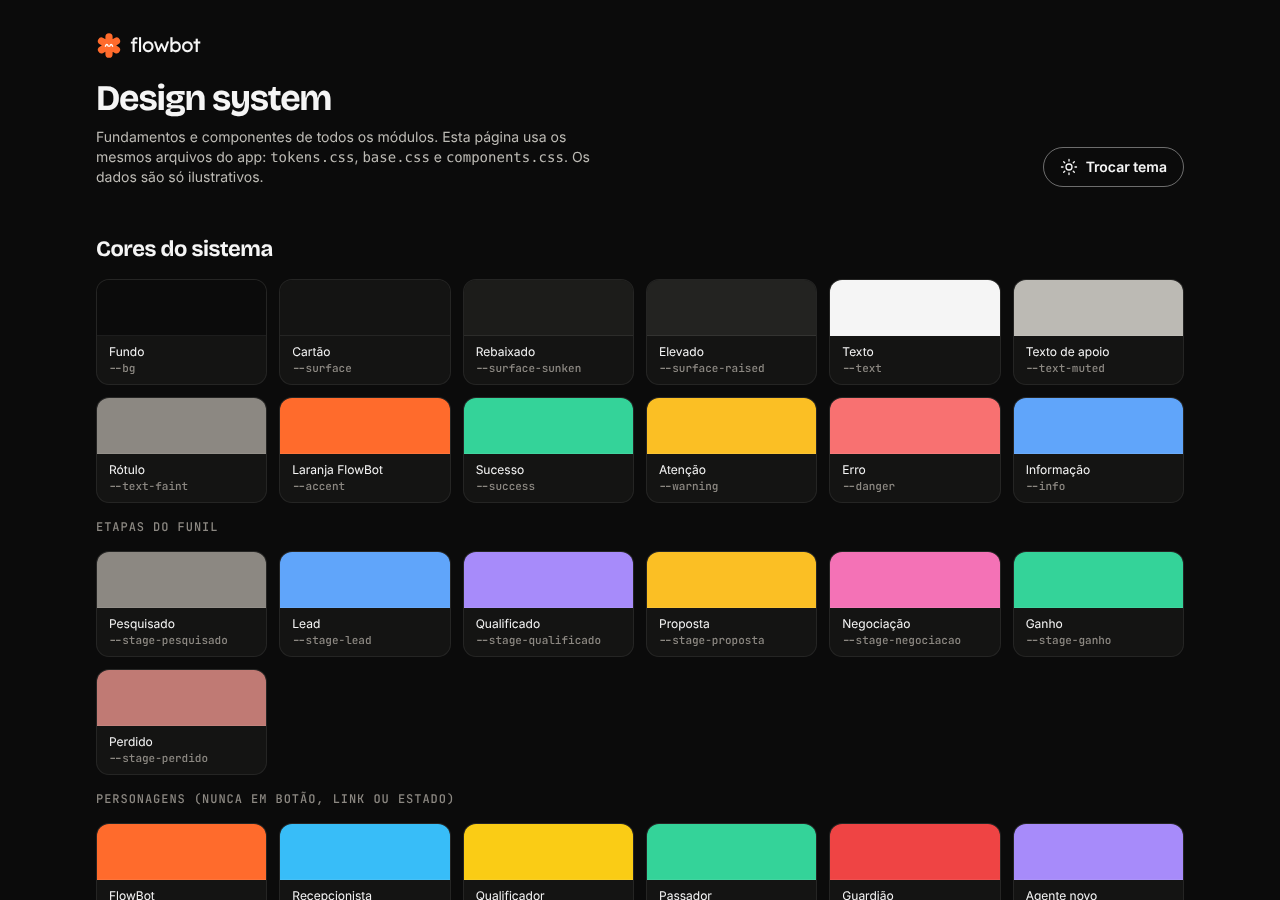 flowbot
Design system
Fundamentos e componentes de todos os módulos. Esta página usa os
mesmos arquivos do app: tokens.css, base.css e components.css. Os
dados são só ilustrativos.
Trocar tema
Cores do sistema
Fundo
--bg
Cartão
--surface
Rebaixado
--surface-sunken
Elevado
--surface-raised
Texto
--text
Texto de apoio
--text-muted
Rótulo
--text-faint
Laranja FlowBot
--accent
Sucesso
--success
Atenção
--warning
Erro
--danger
Informação
--info
ETAPAS DO FUNIL
Pesquisado
--stage-pesquisado
Lead
--stage-lead
Qualificado
--stage-qualificado
Proposta
--stage-proposta
Negociação
--stage-negociacao
Ganho
--stage-ganho
Perdido
--stage-perdido
PERSONAGENS (NUNCA EM BOTÃO, LINK OU ESTADO)
FlowBot
Recepcionista
Qualificador
Passador
Guardião
Agente novo